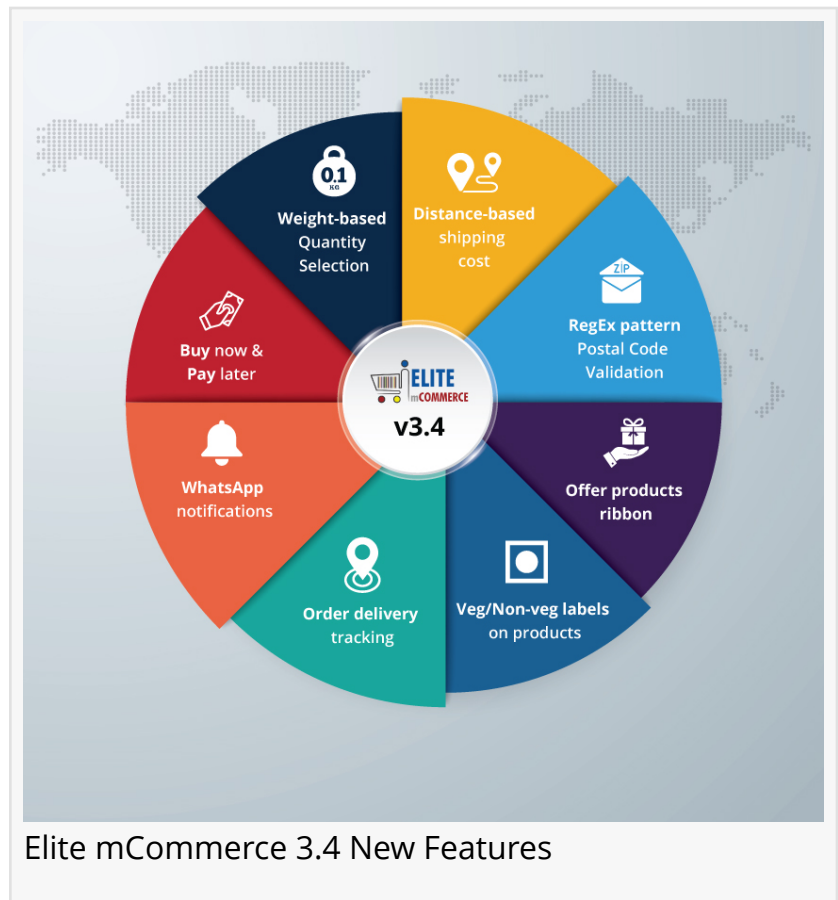 0.1
KG
Weight-based
Quantity
Selection
Distance-based
shipping
cost
ZIP
RegEx pattern
Postal Code
Validation
Offer products
ribbon
Veg/Non-veg labels
on products
Order delivery
tracking
WhatsApp
notifications
Buy now &
Pay later
ELITE
mCOMMERCE
v3.4
Elite mCommerce 3.4 New Features